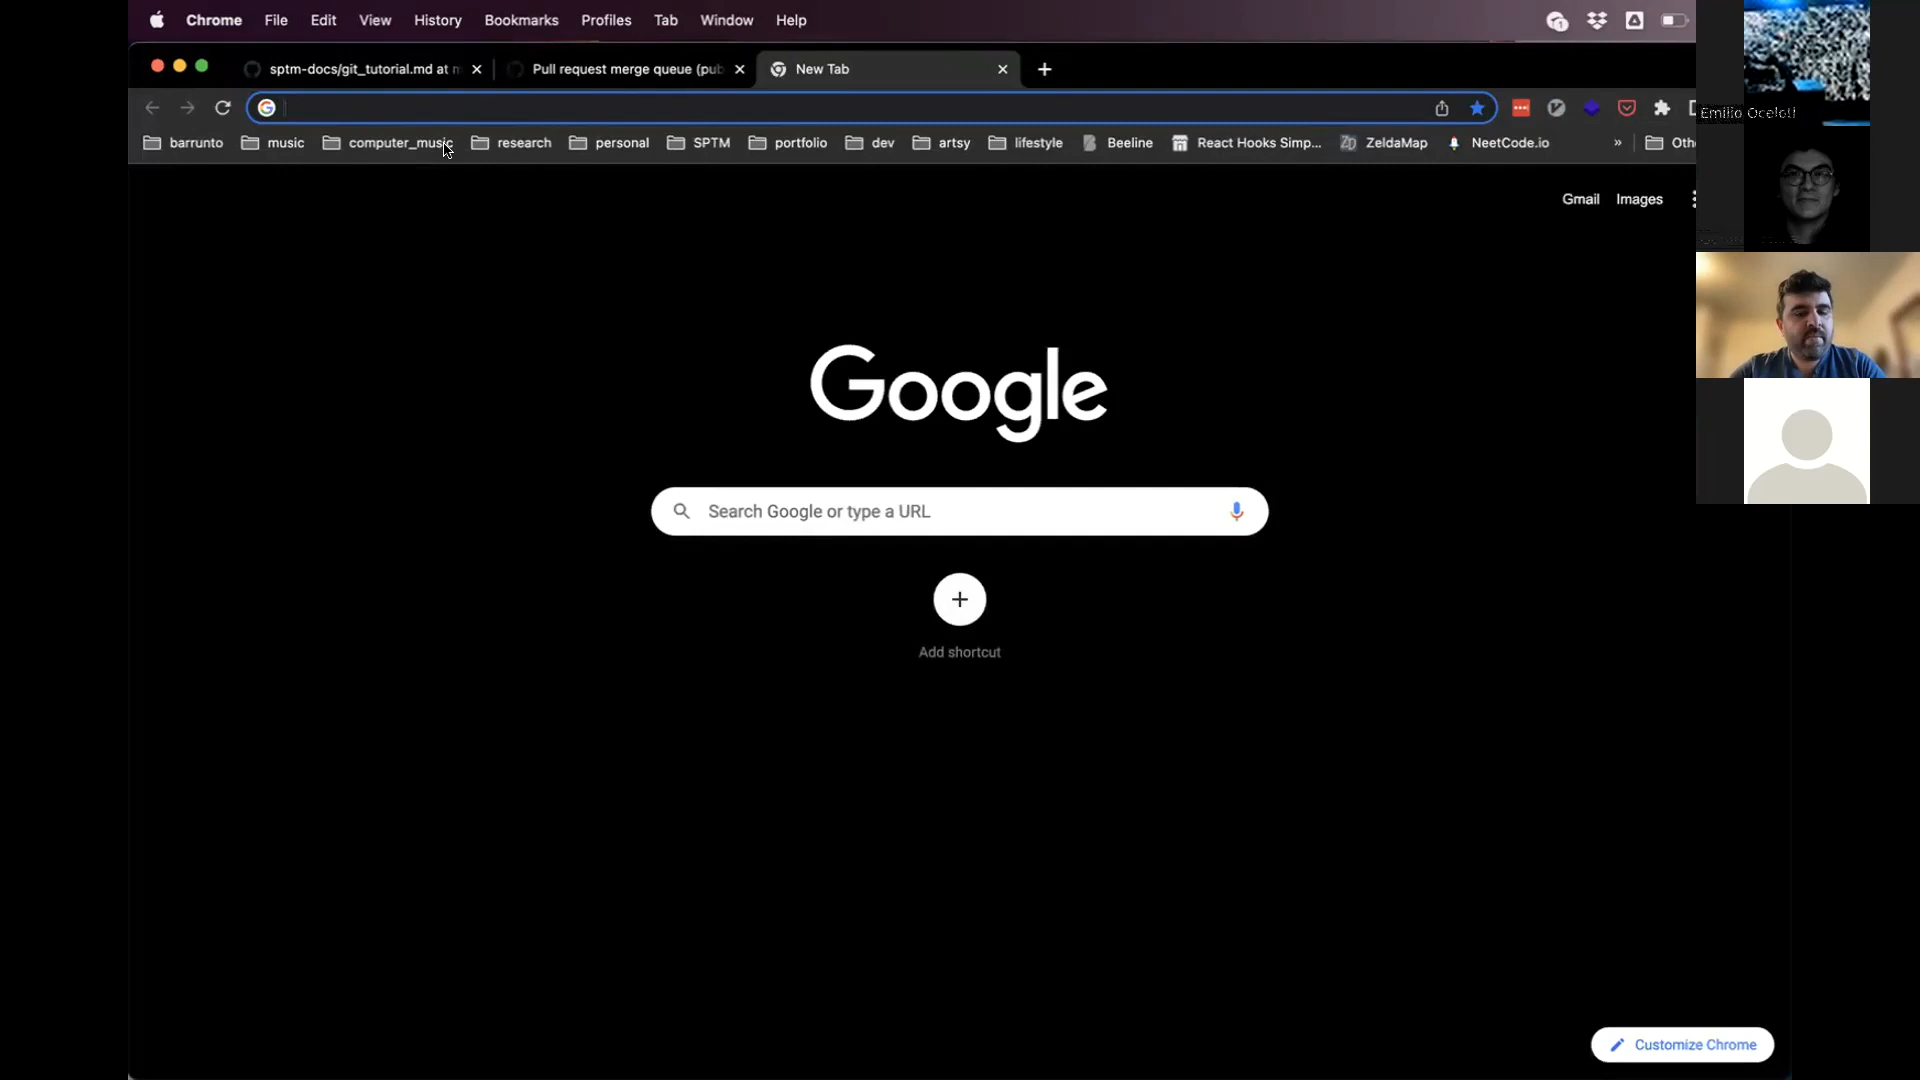 Chrome File Edit View History Bookmarks Profiles Tab Window Help
sptm-docs/git_tutorial.md at m
Pull request merge queue (pub
New Tab
barrunto music computer_music research personal SPTM portfolio dev artsy lifestyle Beeline React Hooks Simp... ZeldaMap NeetCode.io » Oth
Emilio Ocelotl
Gmail Images
Google
Search Google or type a URL
Add shortcut
Customize Chrome